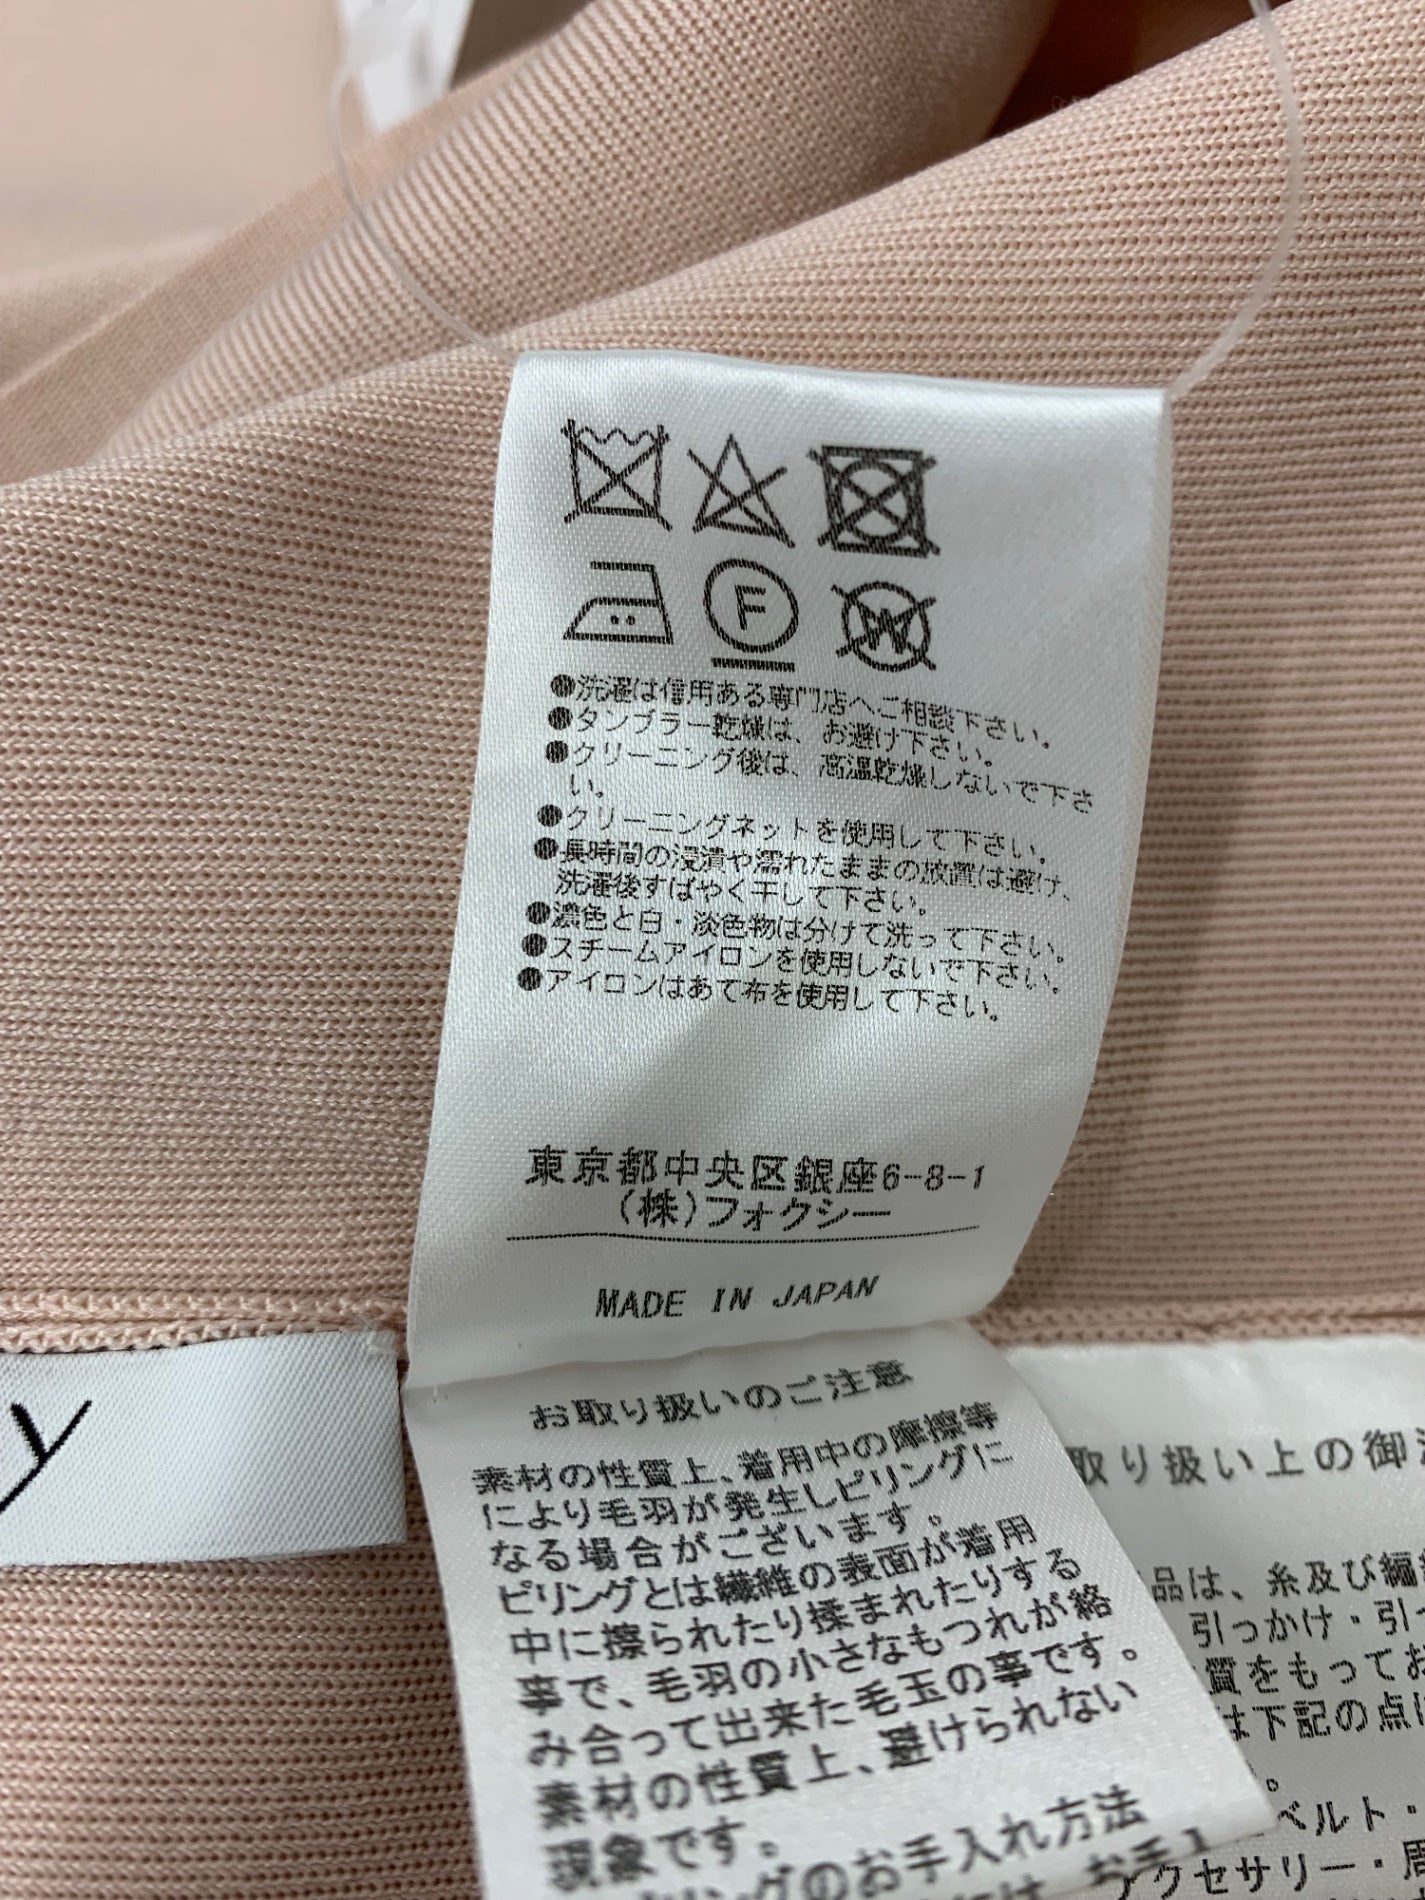 F
W
●洗濯は信用ある専門店へご相談下さい。
●タンブラー乾燥は、お避け下さい。
●クリーニング後は、高温乾燥しないで下さ
い。
●クリーニングネットを使用して下さい。
●長時間の浸漬や濡れたままの放置は避け、
洗濯後すばやく干して下さい。
●濃色と白・淡色物は分けて洗って下さい。
●スチームアイロンを使用しないで下さい。
●アイロンはあて布を使用して下さい。
東京都中央区銀座6-8-1
(株)フォクシー
MADE IN JAPAN
y
お取り扱いのご注意
素材の性質上、着用中の摩擦等
により毛羽が発生しピリングに
なる場合がございます。
ピリングとは繊維の表面が着用
中に擦られたり揉まれたりする
事で、毛羽の小さなもつれが絡
み合って出来た毛玉の事です。
素材の性質上、避けられない
現象です。
リングのお手入れ方法
取り扱い上の御
品は、糸及び編
引っかけ・引っ
質をもってお
は下記の点
。
ベルト・
アクセサリー・周